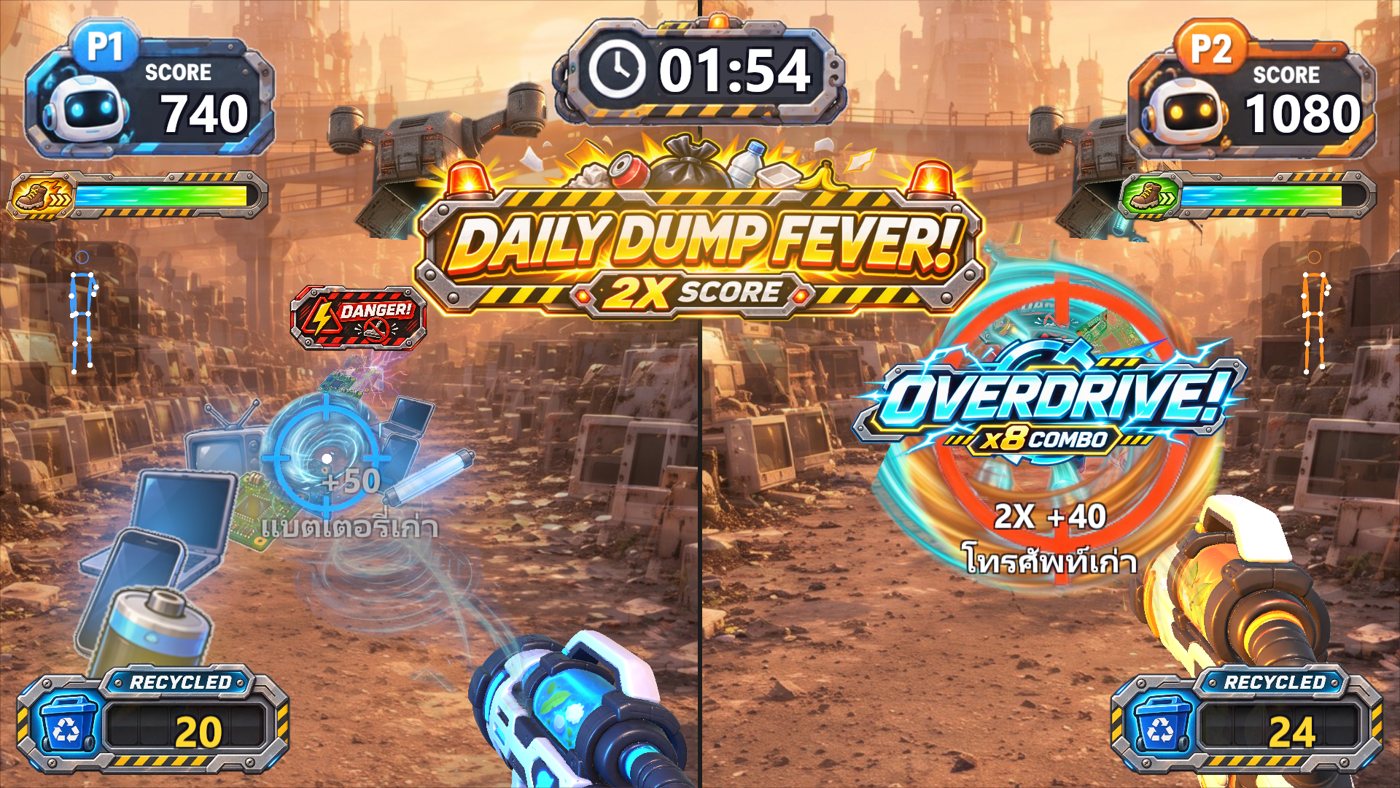 P1
SCORE
740
01:54
P2
SCORE
1080
DAILY DUMP FEVER!
2X SCORE
DANGER!
+50
แบตเตอรี่เก่า
OVERDRIVE!
x8 COMBO
2X +40
โทรศัพท์เก่า
RECYCLED
20
RECYCLED
24